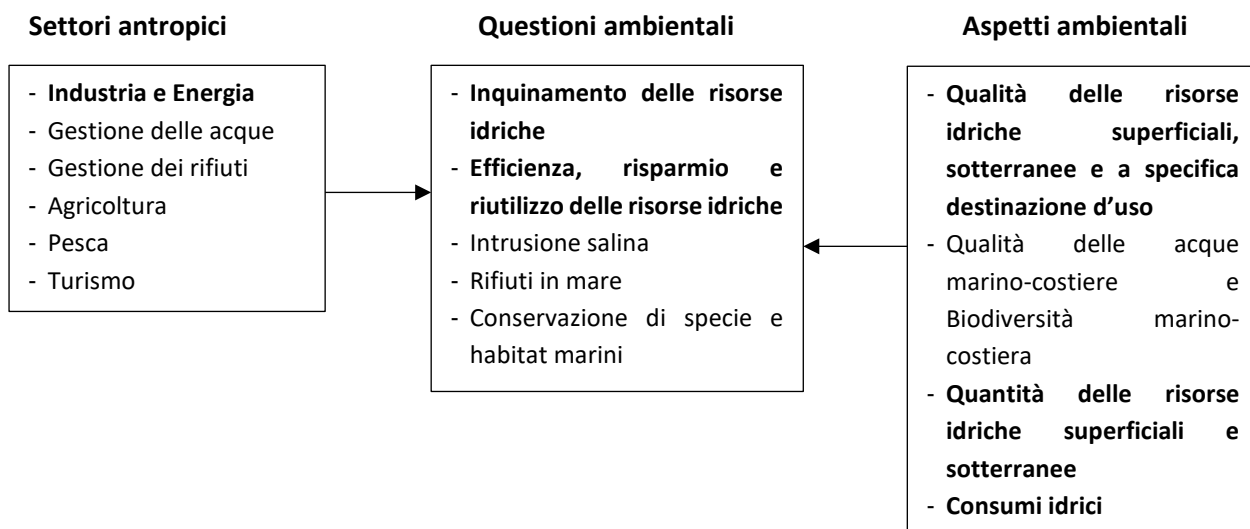 Settori antropici
- Industria e Energia
- Gestione delle acque
- Gestione dei rifiuti
- Agricoltura
- Pesca
- Turismo
Questioni ambientali
- Inquinamento delle risorse
idriche
- Efficienza, risparmio e
riutilizzo delle risorse idriche
- Intrusione salina
- Rifiuti in mare
- Conservazione di specie e
habitat marini
Aspetti ambientali
- Qualità delle risorse
idriche superficiali,
sotterranee e a specifica
destinazione d’uso
- Qualità delle acque
marino-costiere e
Biodiversità marino-
costiera
- Quantità delle risorse
idriche superficiali e
sotterranee
- Consumi idrici